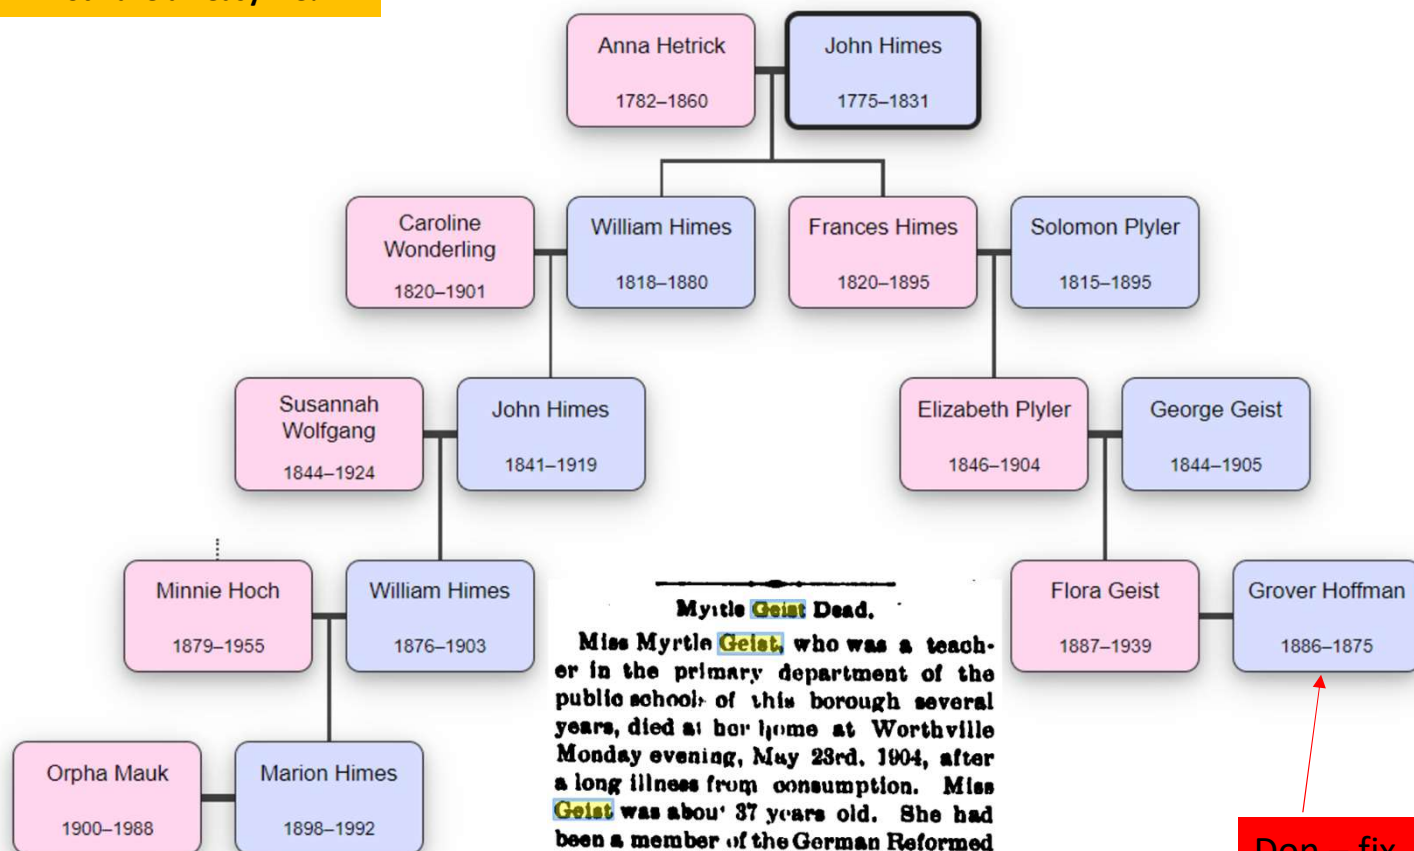 Anna Hetrick
1782–1860
John Himes
1775–1831
Caroline
Wonderling
1820–1901
William Himes
1818–1880
Frances Himes
1820–1895
Solomon Plyler
1815–1895
Susannah
Wolfgang
1844–1924
John Himes
1841–1919
Elizabeth Plyler
1846–1904
George Geist
1844–1905
Minnie Hoch
1879–1955
William Himes
1876–1903
Flora Geist
1887–1939
Grover Hoffman
1886–1875
Orpha Mauk
1900–1988
Marion Himes
1898–1992
Myrtle Geist Dead.
Miss Myrtle Geist, who was a teach-
er in the primary department of the
public schools of this borough several
years, died at her home at Worthville
Monday evening, May 23rd, 1904, after
a long illness from consumption. Miss
Geist was about 37 years old. She had
been a member of the German Reformed
fix